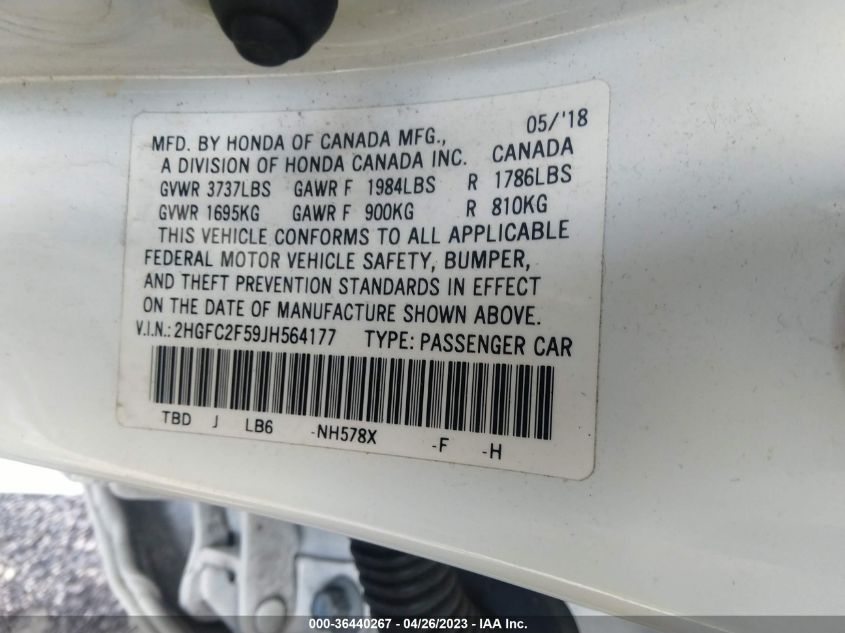 05/'18
MFD. BY HONDA OF CANADA MFG.,
A DIVISION OF HONDA CANADA INC. CANADA
GVWR 3737LBS GAWR F 1984LBS R 1786LBS
GVWR 1695KG GAWR F 900KG R 810KG
THIS VEHICLE CONFORMS TO ALL APPLICABLE
FEDERAL MOTOR VEHICLE SAFETY, BUMPER,
AND THEFT PREVENTION STANDARDS IN EFFECT
ON THE DATE OF MANUFACTURE SHOWN ABOVE.
V.I.N.: 2HGFC2F59JH564177 TYPE: PASSENGER CAR
TBD J LB6 -NH578X -F -H
000-36440267 - 04/26/2023 - IAA Inc.